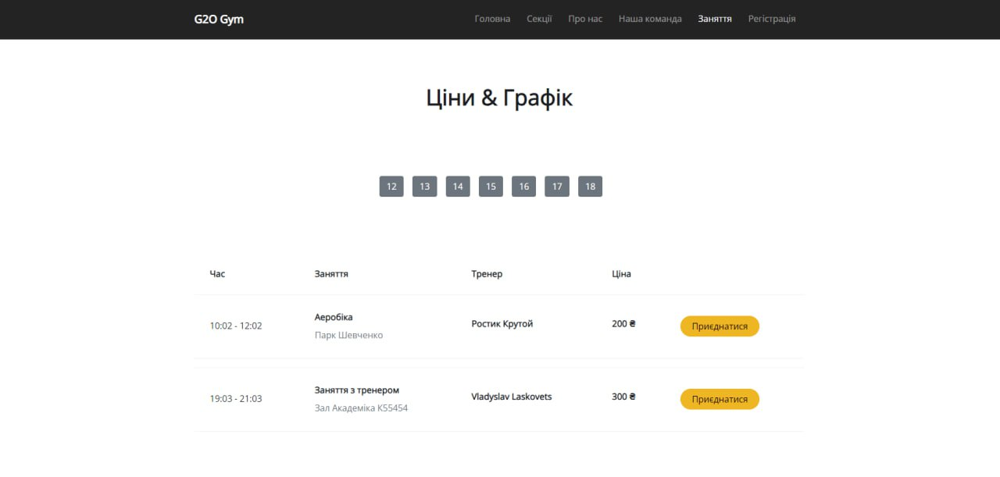 G2O Gym Головна Секції Про нас Наша команда Заняття Регістрація
Ціни & Графік
12 13 14 15 16 17 18
Час Заняття Тренер Ціна
10:02 - 12:02 Аеробіка Ростик Крутой 200 ₴ Приєднатися
Парк Шевченко
19:03 - 21:03 Заняття з тренером Vladyslav Laskovets 300 ₴ Приєднатися
Зал Академіка К55454